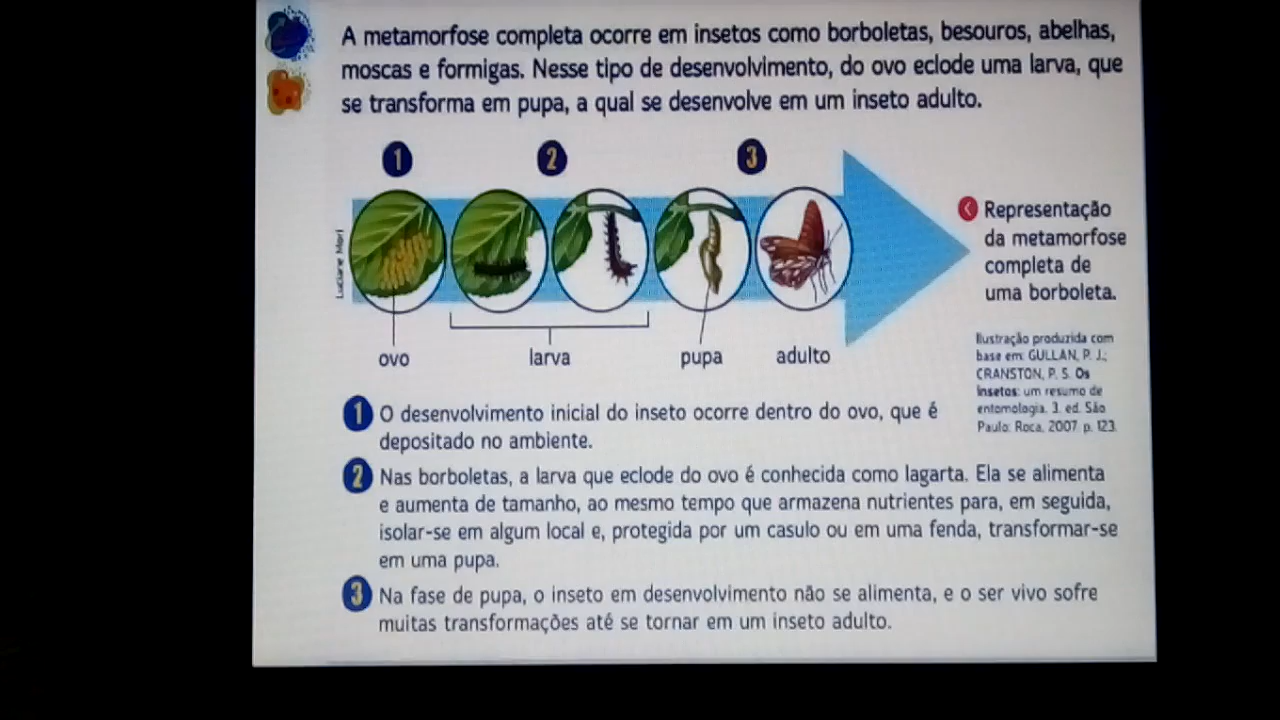 A metamorfose completa ocorre em insetos como borboletas, besouros, abelhas,
moscas e formigas. Nesse tipo de desenvolvimento, do ovo eclode uma larva, que
se transforma em pupa, a qual se desenvolve em um inseto adulto.
1
2
3
Luciane Mori
ovo
larva
pupa
adulto
Representação
da metamorfose
completa de
uma borboleta.
Ilustração produzida com
base em: GULLAN, P. J.;
CRANSTON, P. S. Os
insetos: um resumo de
entomologia. 3. ed. São
Paulo: Roca, 2007. p. 123.
1 O desenvolvimento inicial do inseto ocorre dentro do ovo, que é
depositado no ambiente.
2 Nas borboletas, a larva que eclode do ovo é conhecida como lagarta. Ela se alimenta
e aumenta de tamanho, ao mesmo tempo que armazena nutrientes para, em seguida,
isolar-se em algum local e, protegida por um casulo ou em uma fenda, transformar-se
em uma pupa.
3 Na fase de pupa, o inseto em desenvolvimento não se alimenta, e o ser vivo sofre
muitas transformações até se tornar em um inseto adulto.